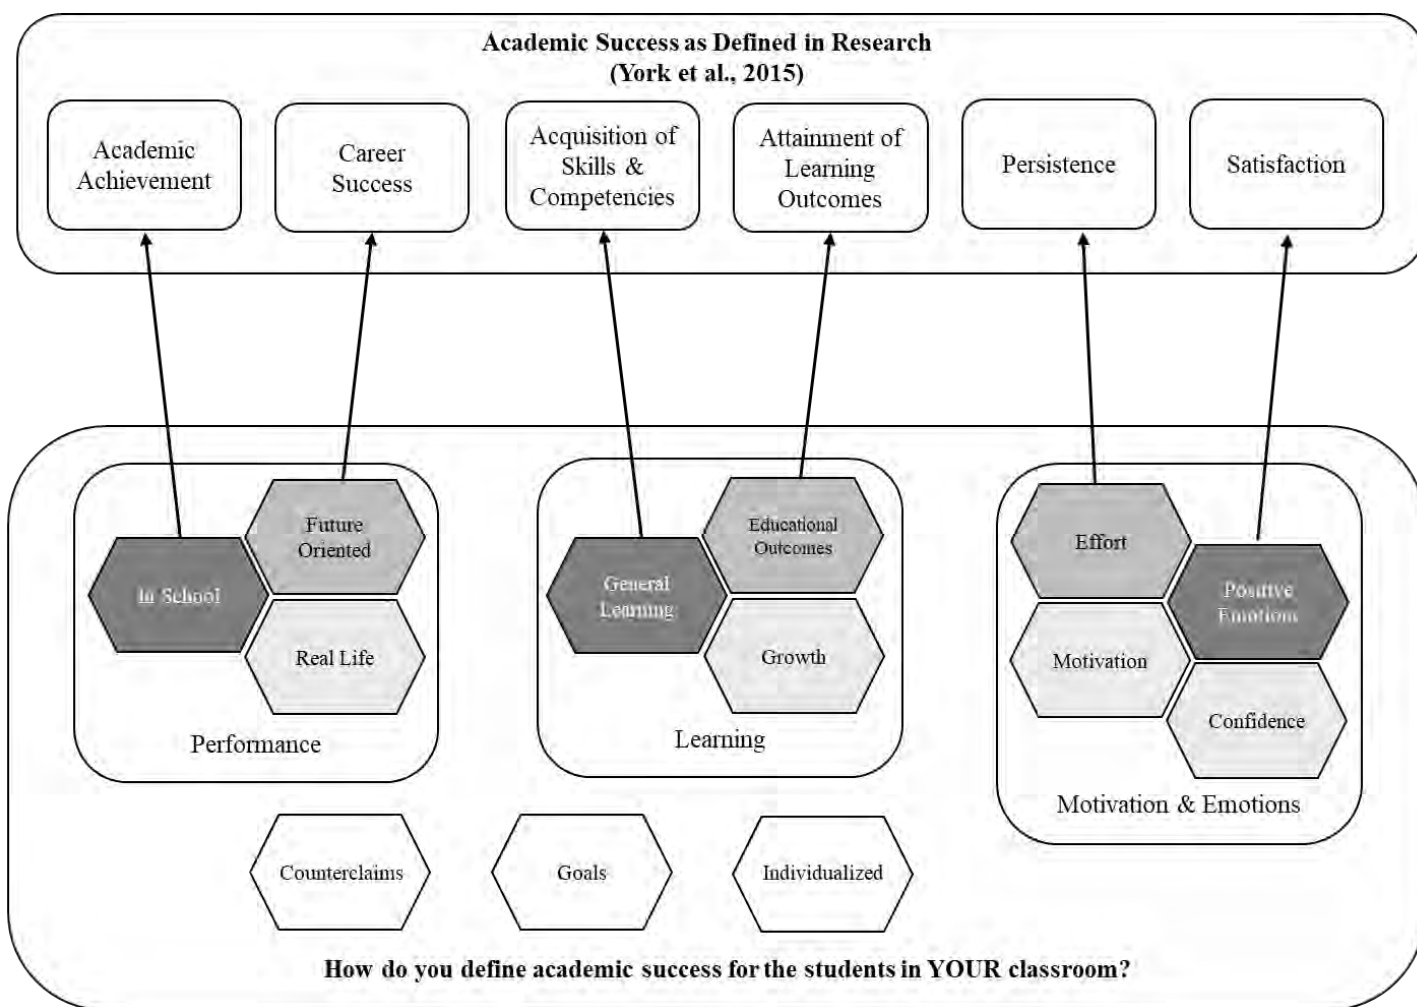 Academic Success as Defined in Research
(York et al., 2015)
Academic
Achievement
Career
Success
Acquisition of
Skills &
Competencies
Attainment of
Learning
Outcomes
Persistence
Satisfaction
Future
Oriented
In School
Real Life
Performance
Educational
Outcomes
General
Learning
Growth
Learning
Effort
Positive
Emotions
Motivation
Confidence
Motivation & Emotions
Counterclaims
Goals
Individualized
How do you define academic success for the students in YOUR classroom?